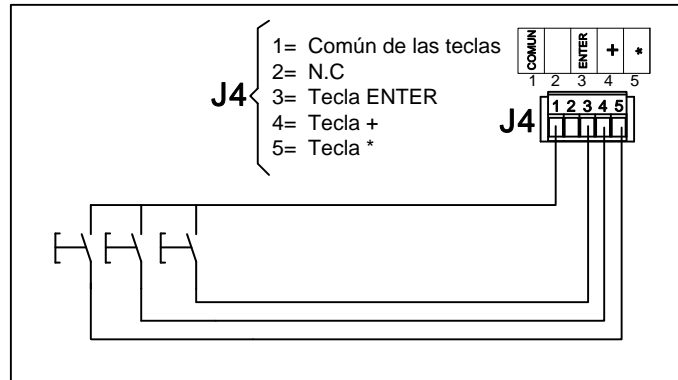 J4
1= Común de las teclas
2= N.C
3= Tecla ENTER
4= Tecla +
5= Tecla *
COMUN ENTER + *
1 2 3 4 5
J4
1 2 3 4 5